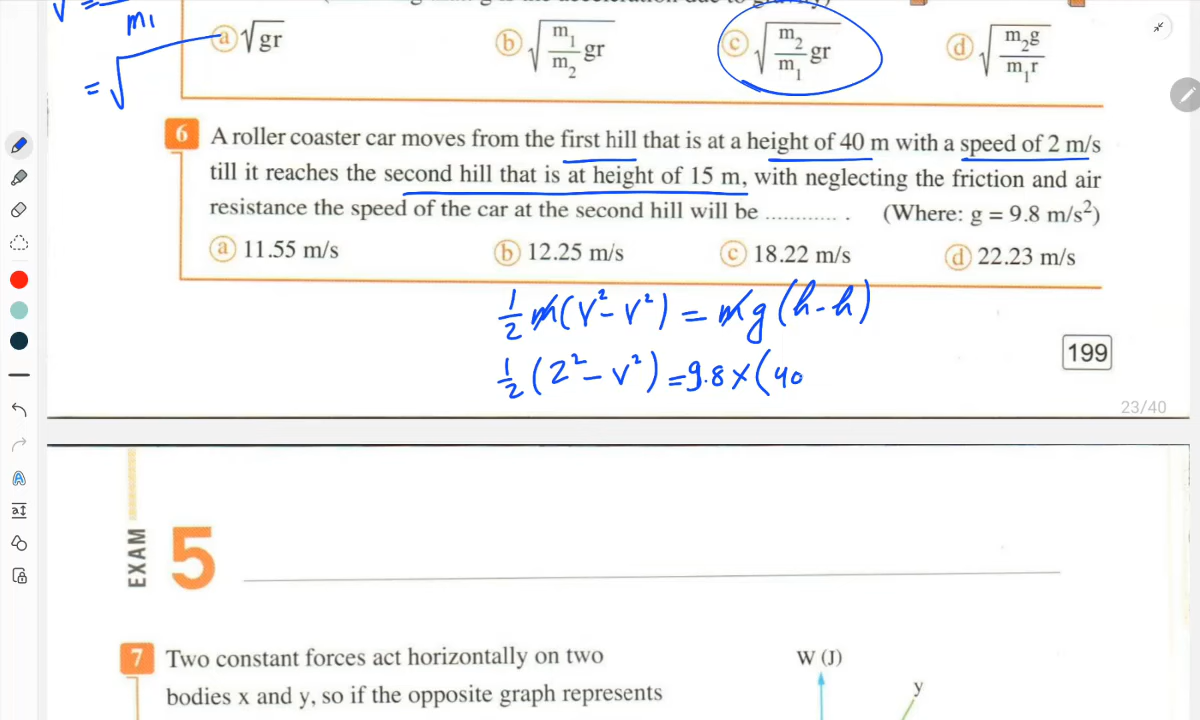 V =
m1
= √
a √gr
b √ m1/m2 gr
c √ m2/m1 gr
d √ m2g/m1r
6 A roller coaster car moves from the first hill that is at a height of 40 m with a speed of 2 m/s
till it reaches the second hill that is at height of 15 m, with neglecting the friction and air
resistance the speed of the car at the second hill will be ............ . (Where: g = 9.8 m/s²)
a 11.55 m/s
b 12.25 m/s
c 18.22 m/s
d 22.23 m/s
1/2 m(v² - v²) = mg(h-h)
1/2 (2² - v²) = 9.8 × (40
199
23/40
EXAM 5
7 Two constant forces act horizontally on two
bodies x and y, so if the opposite graph represents
W (J)
y